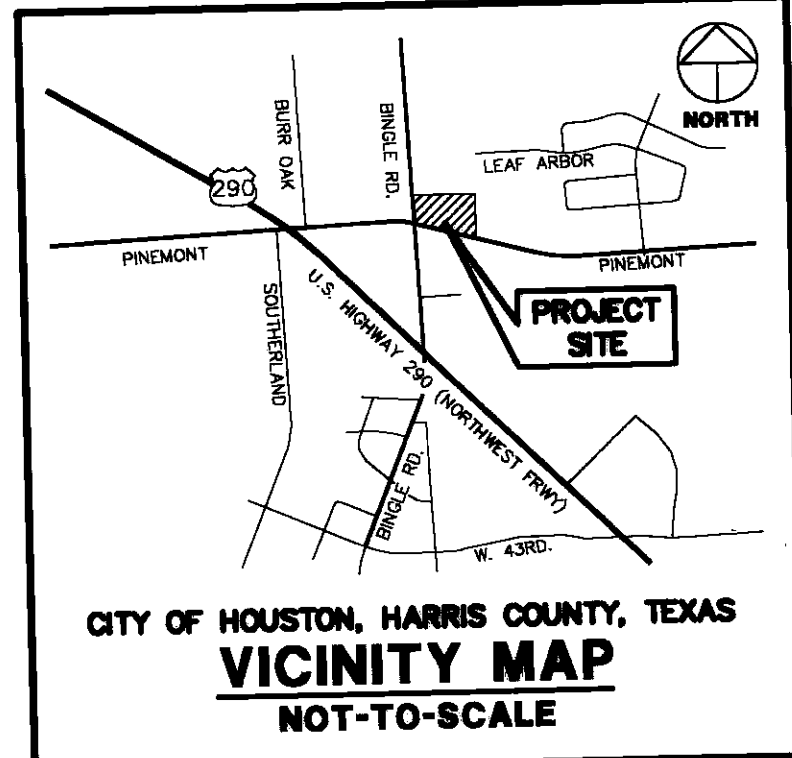 NORTH
BURR OAK
BINGLE RD.
LEAF ARBOR
290
PINEMONT
PINEMONT
SOUTHERLAND
U.S. HIGHWAY 290 (NORTHWEST FRWY)
PROJECT
SITE
BINGLE RD.
W. 43RD.
CITY OF HOUSTON, HARRIS COUNTY, TEXAS
VICINITY MAP
NOT-TO-SCALE